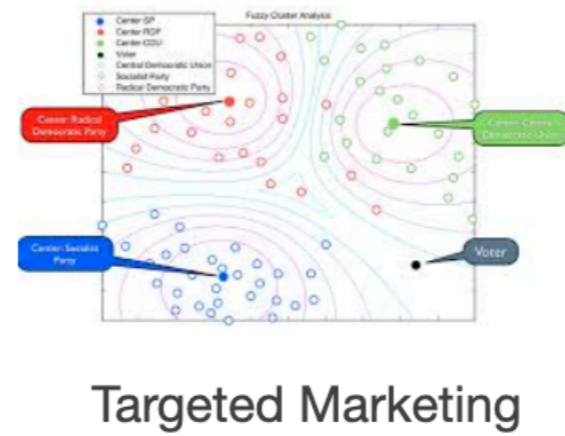 Fuzzy Cluster Analysis
Center-SP
Center-RDP
Center-CDU
Voter
Central Democratic Union
Socialist Party
Radical Democratic Party
Center-Radical
Democratic Party
Center-Central
Democratic Union
Center-Socialist
Party
Voter
Targeted Marketing